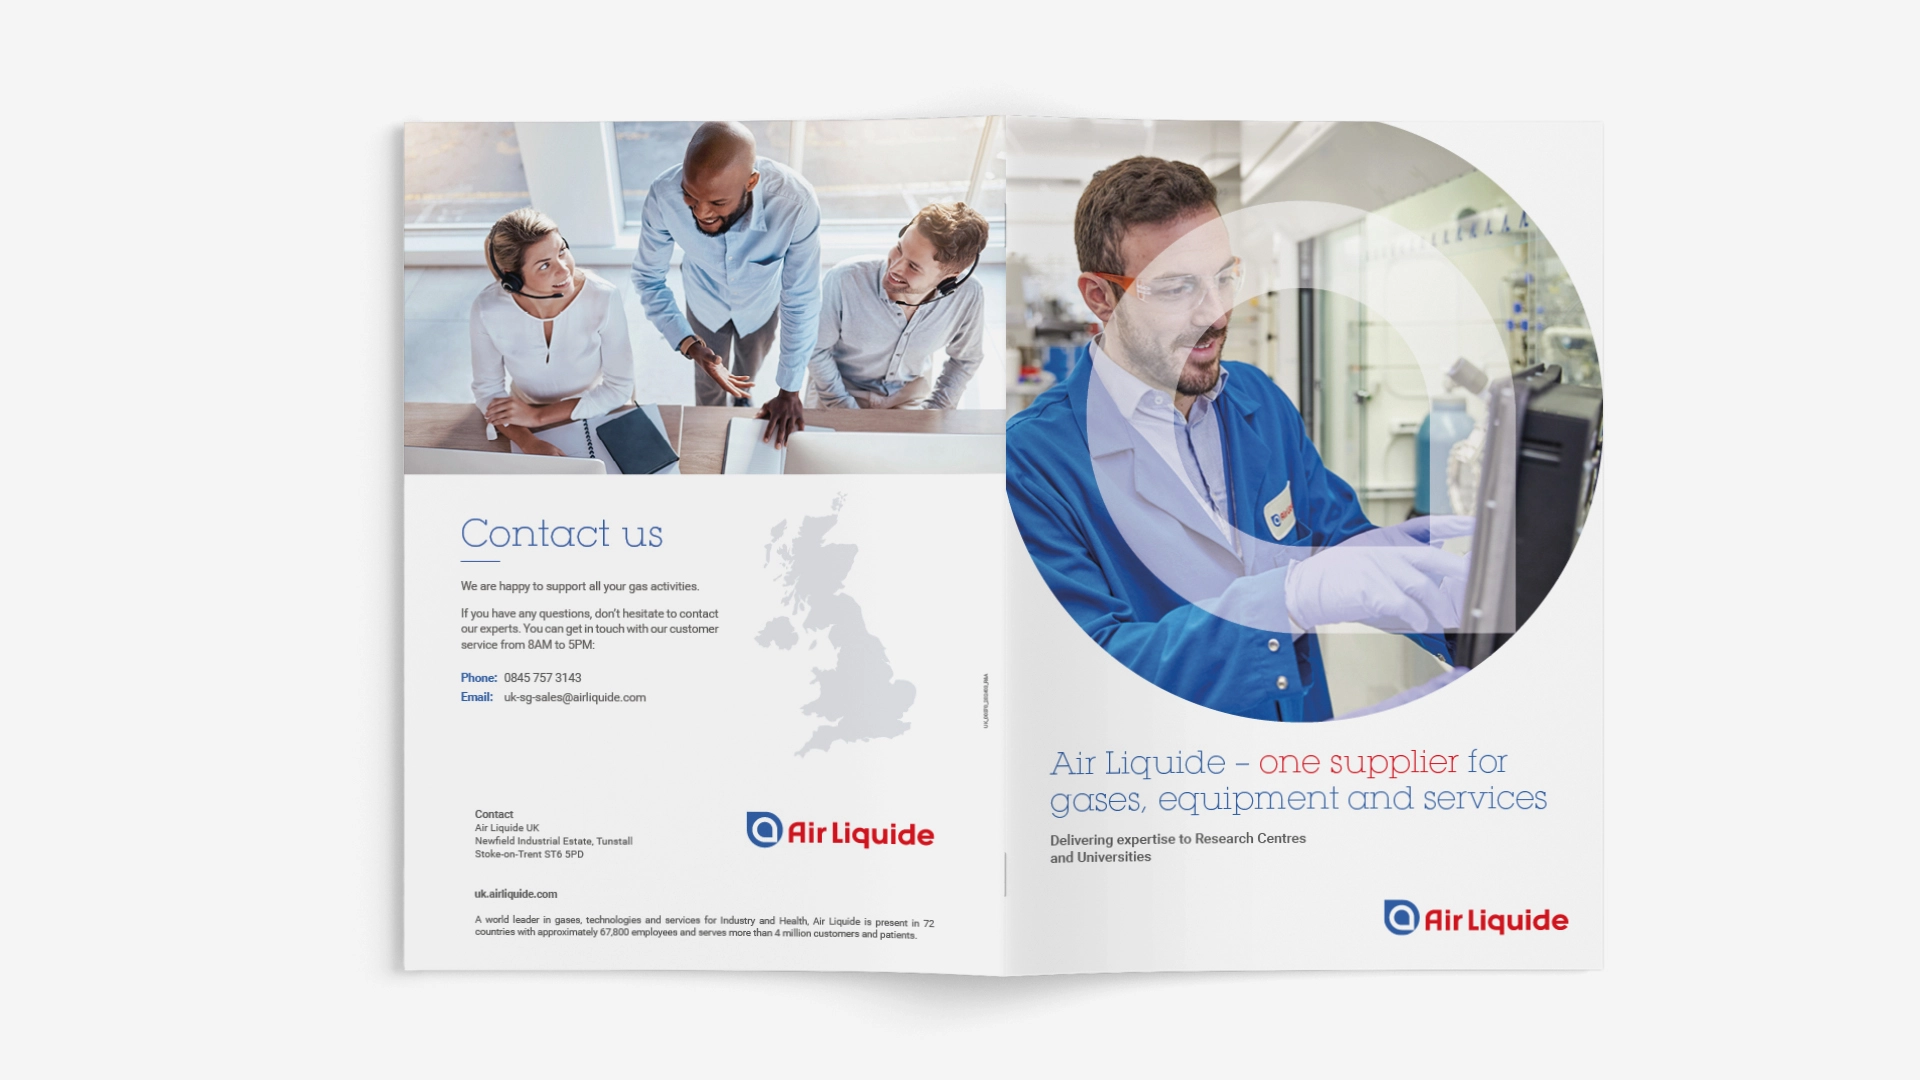 Contact us
We are happy to support all your gas activities.
If you have any questions, don't hesitate to contact
our experts. You can get in touch with our customer
service from 8AM to 5PM:
Phone: 0845 757 3143
Email: uk-sg-sales@airliquide.com
Contact
Air Liquide UK
Newfield Industrial Estate, Tunstall
Stoke-on-Trent ST6 5PD
Air Liquide
uk.airliquide.com
A world leader in gases, technologies and services for Industry and Health, Air Liquide is present in 72
countries with approximately 67,800 employees and serves more than 4 million customers and patients.
Air Liquide – one supplier for
gases, equipment and services
Delivering expertise to Research Centres
and Universities
Air Liquide